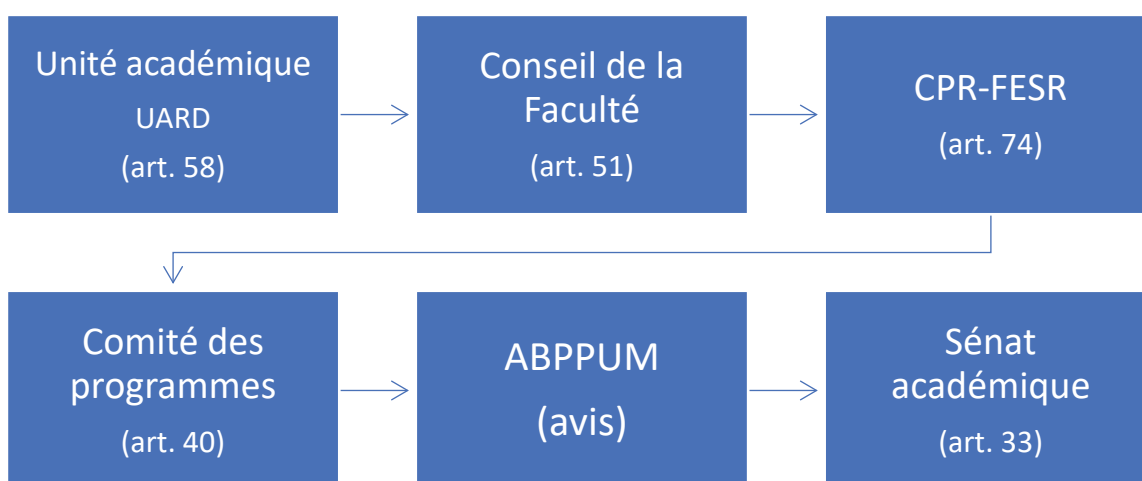 Unité académique
UARD
(art. 58)
Conseil de la
Faculté
(art. 51)
CPR-FESR
(art. 74)
Comité des
programmes
(art. 40)
ABPPUM
(avis)
Sénat
académique
(art. 33)